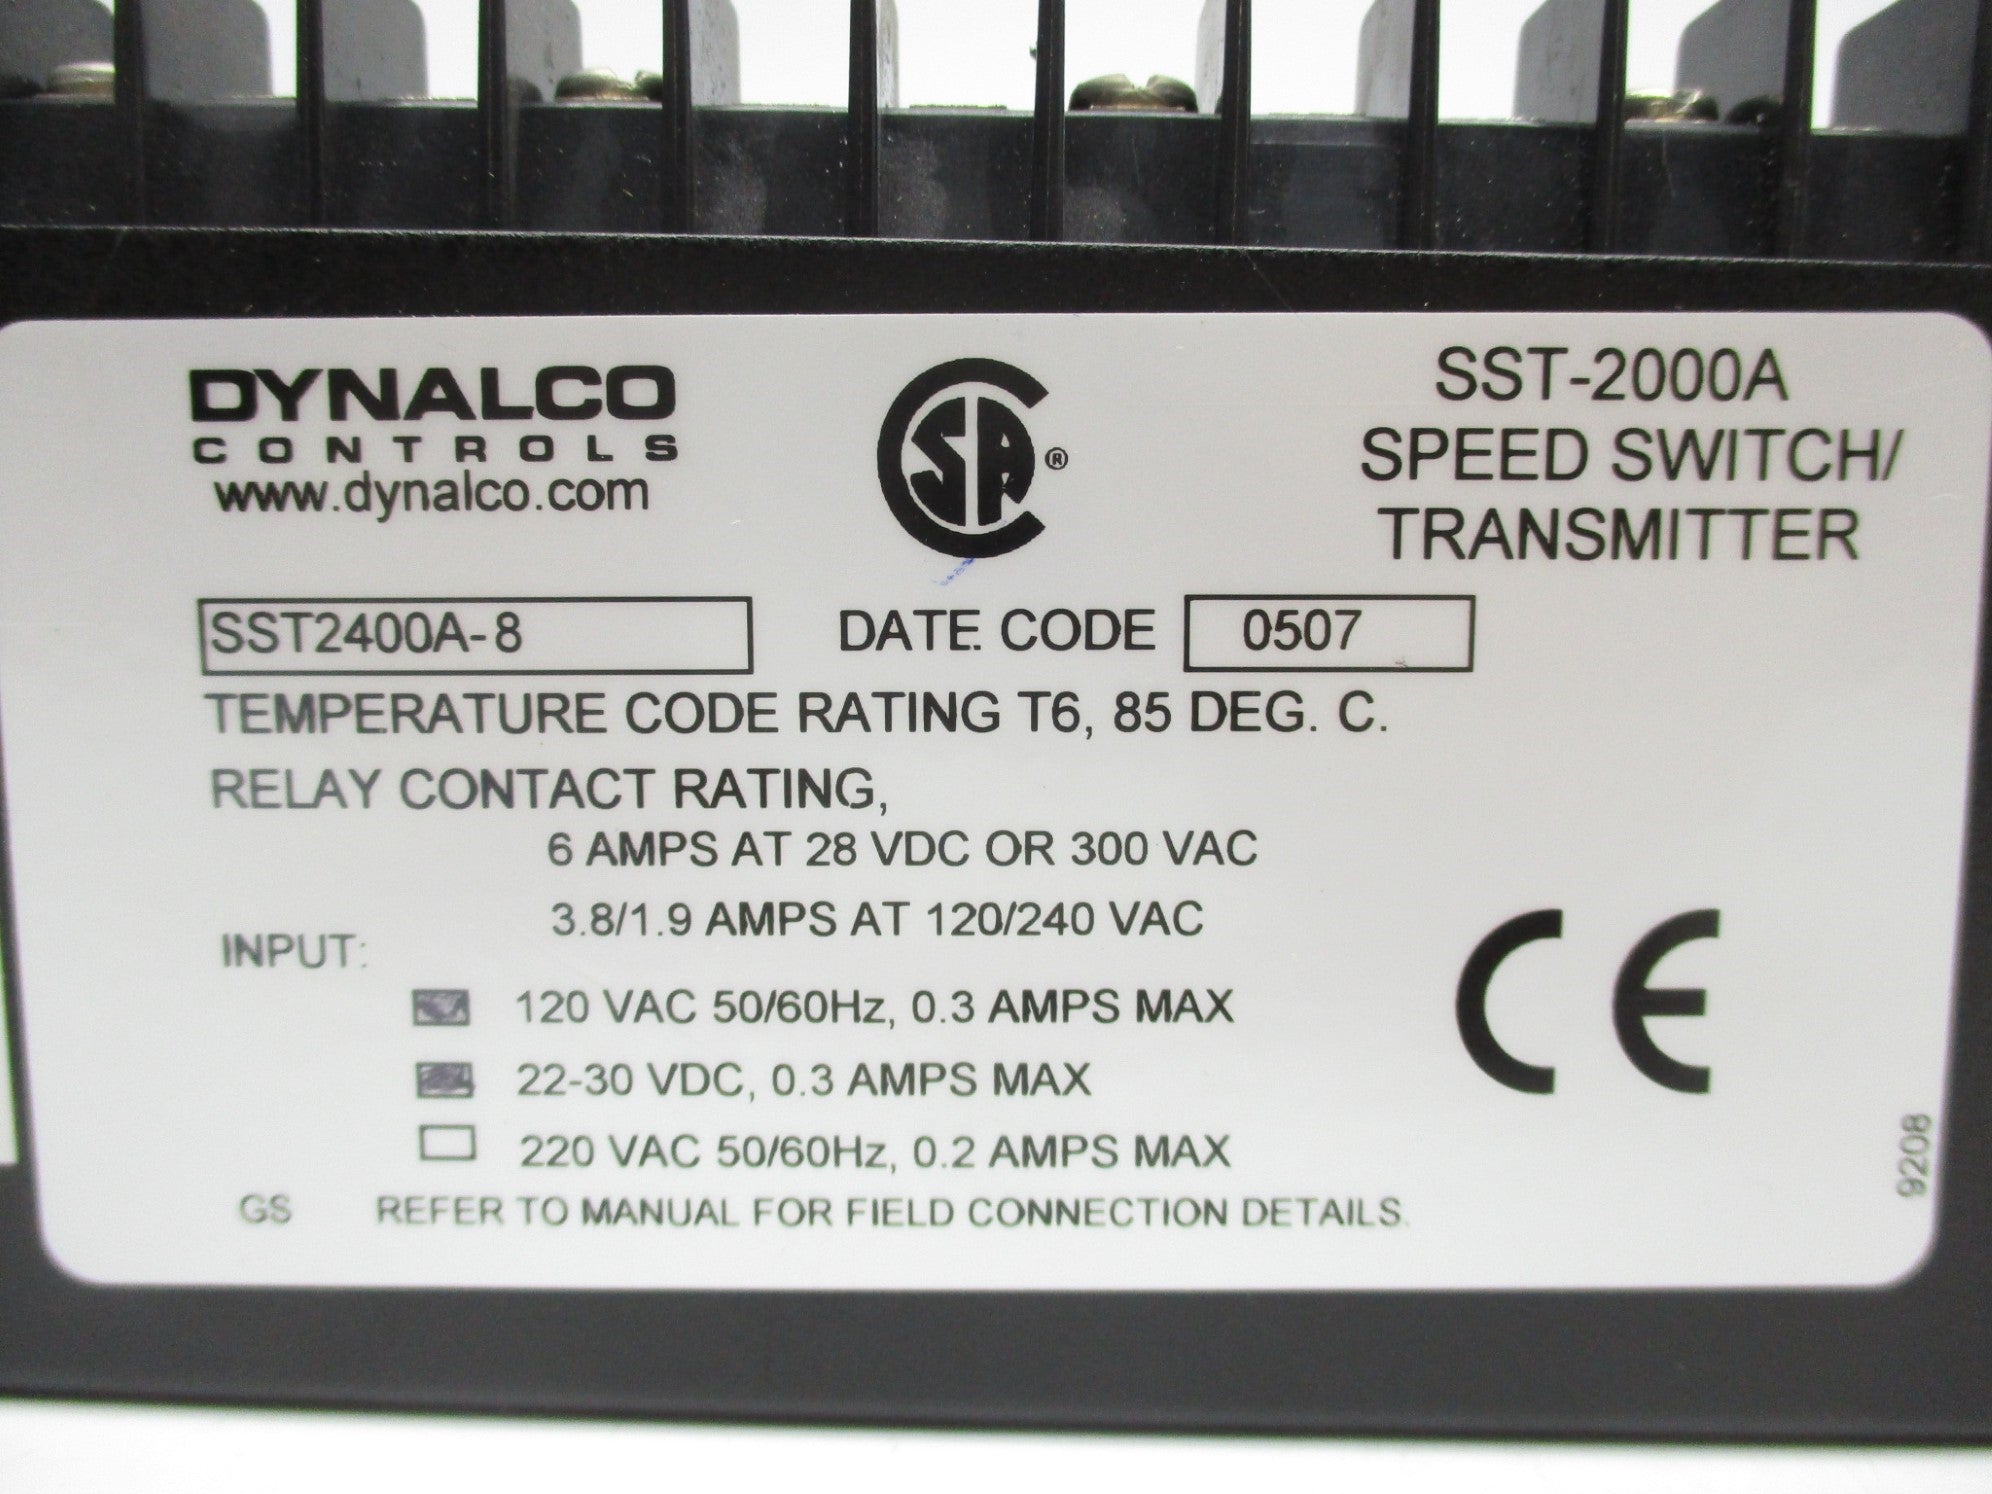 DYNALCO
CONTROLS
www.dynalco.com
SA ®
SST-2000A
SPEED SWITCH/
TRANSMITTER
SST2400A-8
DATE CODE 0507
TEMPERATURE CODE RATING T6, 85 DEG. C.
RELAY CONTACT RATING,
6 AMPS AT 28 VDC OR 300 VAC
3.8/1.9 AMPS AT 120/240 VAC
INPUT:
120 VAC 50/60Hz, 0.3 AMPS MAX
22-30 VDC, 0.3 AMPS MAX
220 VAC 50/60Hz, 0.2 AMPS MAX
GS REFER TO MANUAL FOR FIELD CONNECTION DETAILS.
CE
9208